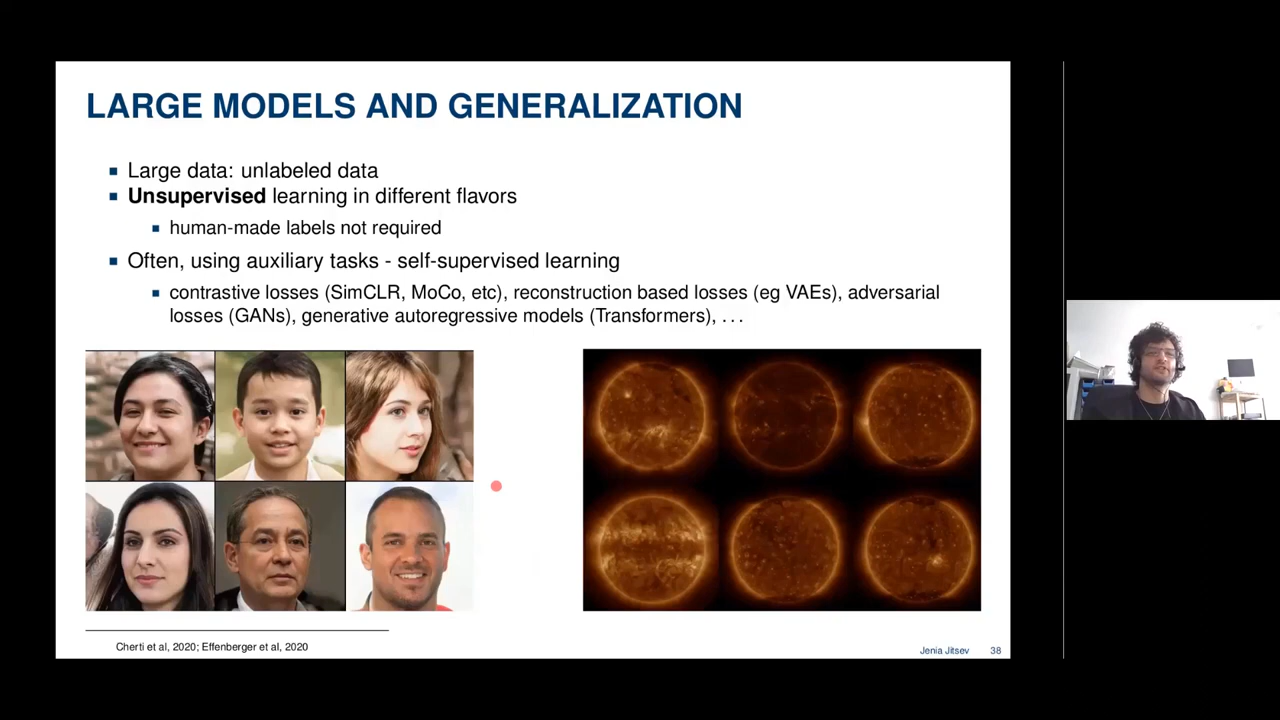 LARGE MODELS AND GENERALIZATION
Large data: unlabeled data
Unsupervised learning in different flavors
human-made labels not required
Often, using auxiliary tasks - self-supervised learning
contrastive losses (SimCLR, MoCo, etc), reconstruction based losses (eg VAEs), adversarial
losses (GANs), generative autoregressive models (Transformers), . . .
Cherti et al, 2020; Effenberger et al, 2020
Jenia Jitsev 38